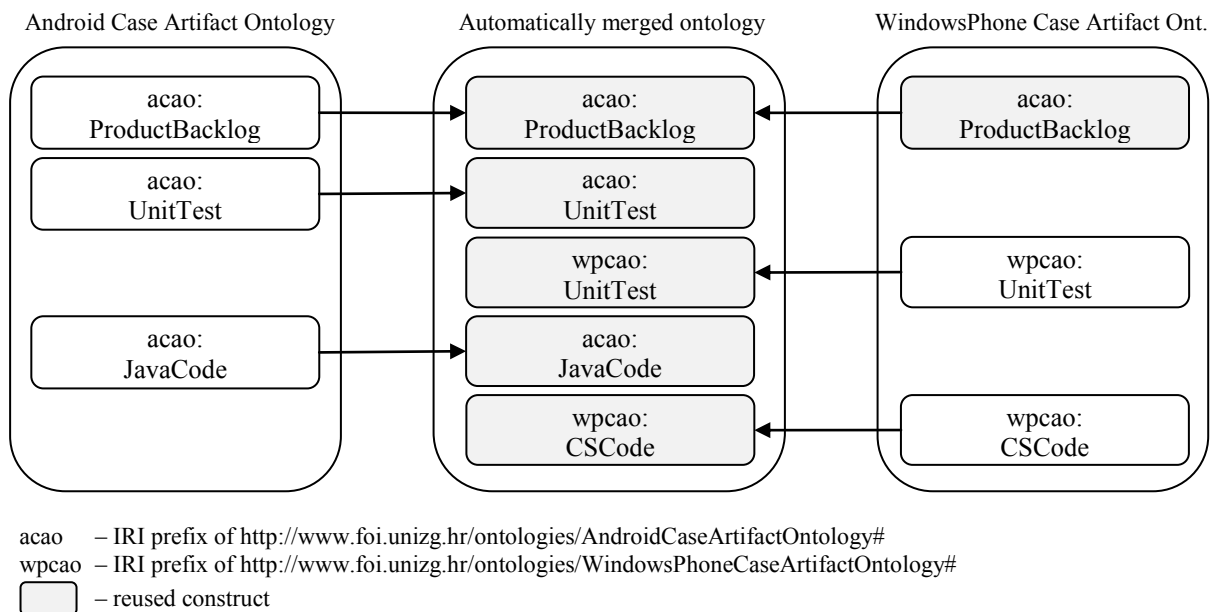 Android Case Artifact Ontology
Automatically merged ontology
WindowsPhone Case Artifact Ont.
acao:
ProductBacklog
acao:
ProductBacklog
acao:
ProductBacklog
acao:
UnitTest
acao:
UnitTest
wpcao:
UnitTest
wpcao:
UnitTest
acao:
JavaCode
acao:
JavaCode
wpcao:
CSCode
wpcao:
CSCode
acao – IRI prefix of http://www.foi.unizg.hr/ontologies/AndroidCaseArtifactOntology#
wpcao – IRI prefix of http://www.foi.unizg.hr/ontologies/WindowsPhoneCaseArtifactOntology#
– reused construct